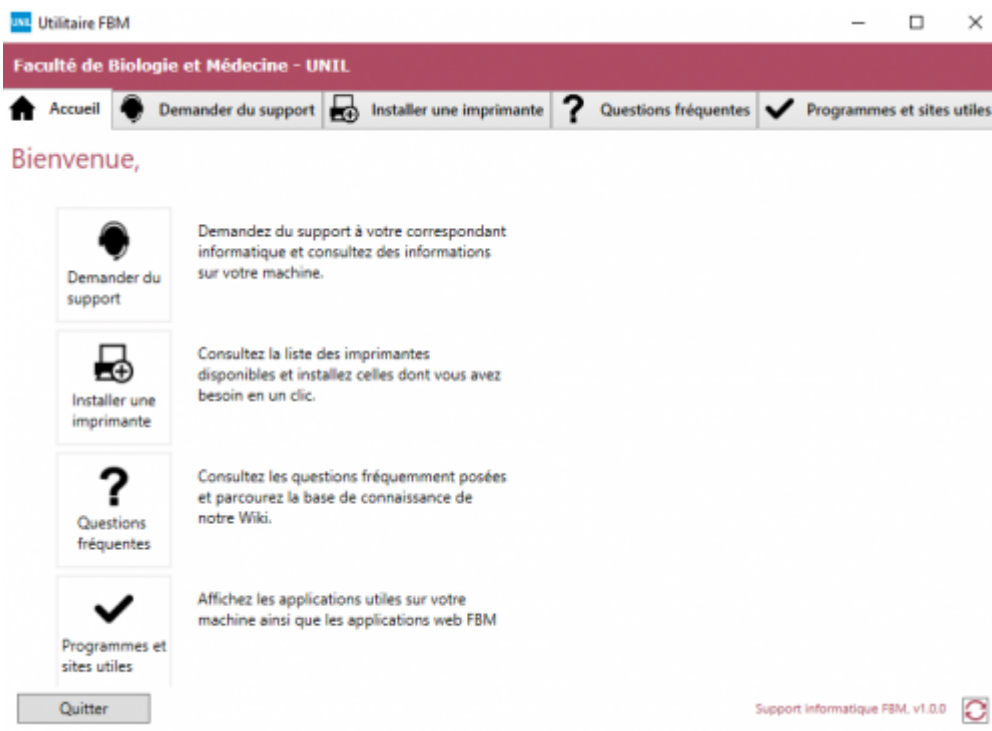 UNIL Utilitaire FBM
Faculté de Biologie et Médecine - UNIL
Accueil Demander du support Installer une imprimante Questions fréquentes Programmes et sites utiles
Bienvenue,
Demander du
support
Demandez du support à votre correspondant
informatique et consultez des informations
sur votre machine.
Installer une
imprimante
Consultez la liste des imprimantes
disponibles et installez celles dont vous avez
besoin en un clic.
Questions
fréquentes
Consultez les questions fréquemment posées
et parcourez la base de connaissance de
notre Wiki.
Programmes et
sites utiles
Affichez les applications utiles sur votre
machine ainsi que les applications web FBM
Quitter
Support informatique FBM. v1.0.0